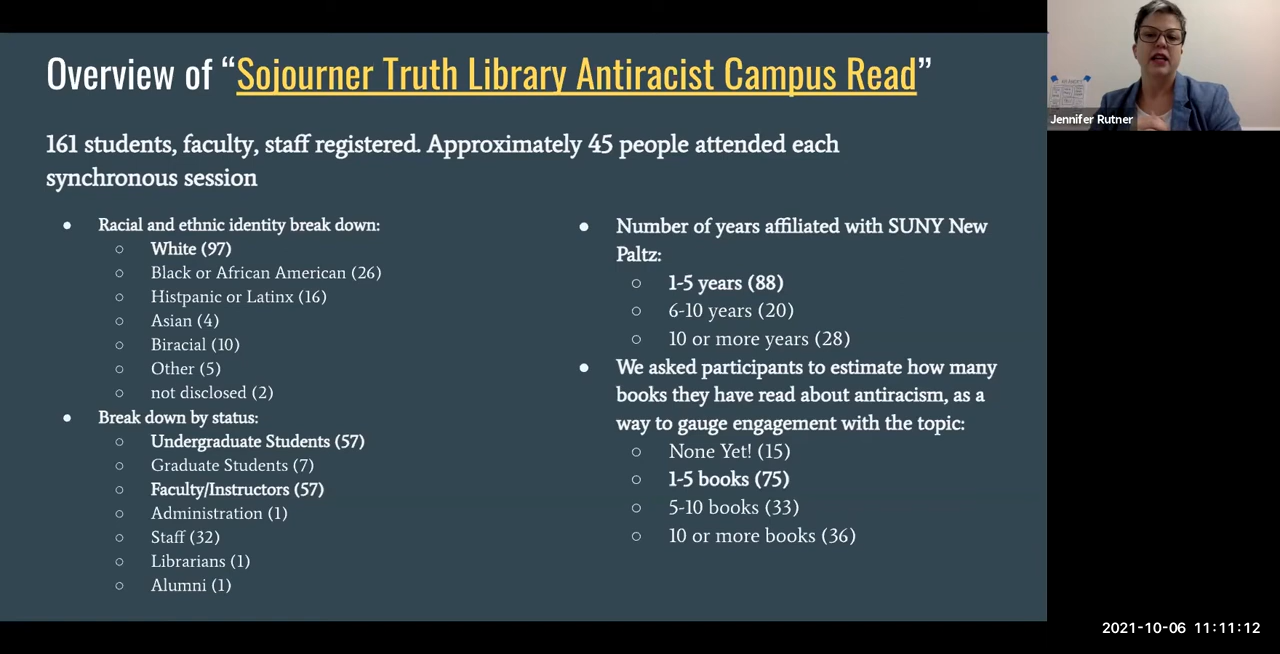 Overview of “Sojourner Truth Library Antiracist Campus Read”
161 students, faculty, staff registered. Approximately 45 people attended each
synchronous session
● Racial and ethnic identity break down:
○ White (97)
○ Black or African American (26)
○ Histpanic or Latinx (16)
○ Asian (4)
○ Biracial (10)
○ Other (5)
○ not disclosed (2)
● Break down by status:
○ Undergraduate Students (57)
○ Graduate Students (7)
○ Faculty/Instructors (57)
○ Administration (1)
○ Staff (32)
○ Librarians (1)
○ Alumni (1)
● Number of years affiliated with SUNY New
Paltz:
○ 1-5 years (88)
○ 6-10 years (20)
○ 10 or more years (28)
● We asked participants to estimate how many
books they have read about antiracism, as a
way to gauge engagement with the topic:
○ None Yet! (15)
○ 1-5 books (75)
○ 5-10 books (33)
○ 10 or more books (36)
Jennifer Rutner
2021-10-06 11:11:12